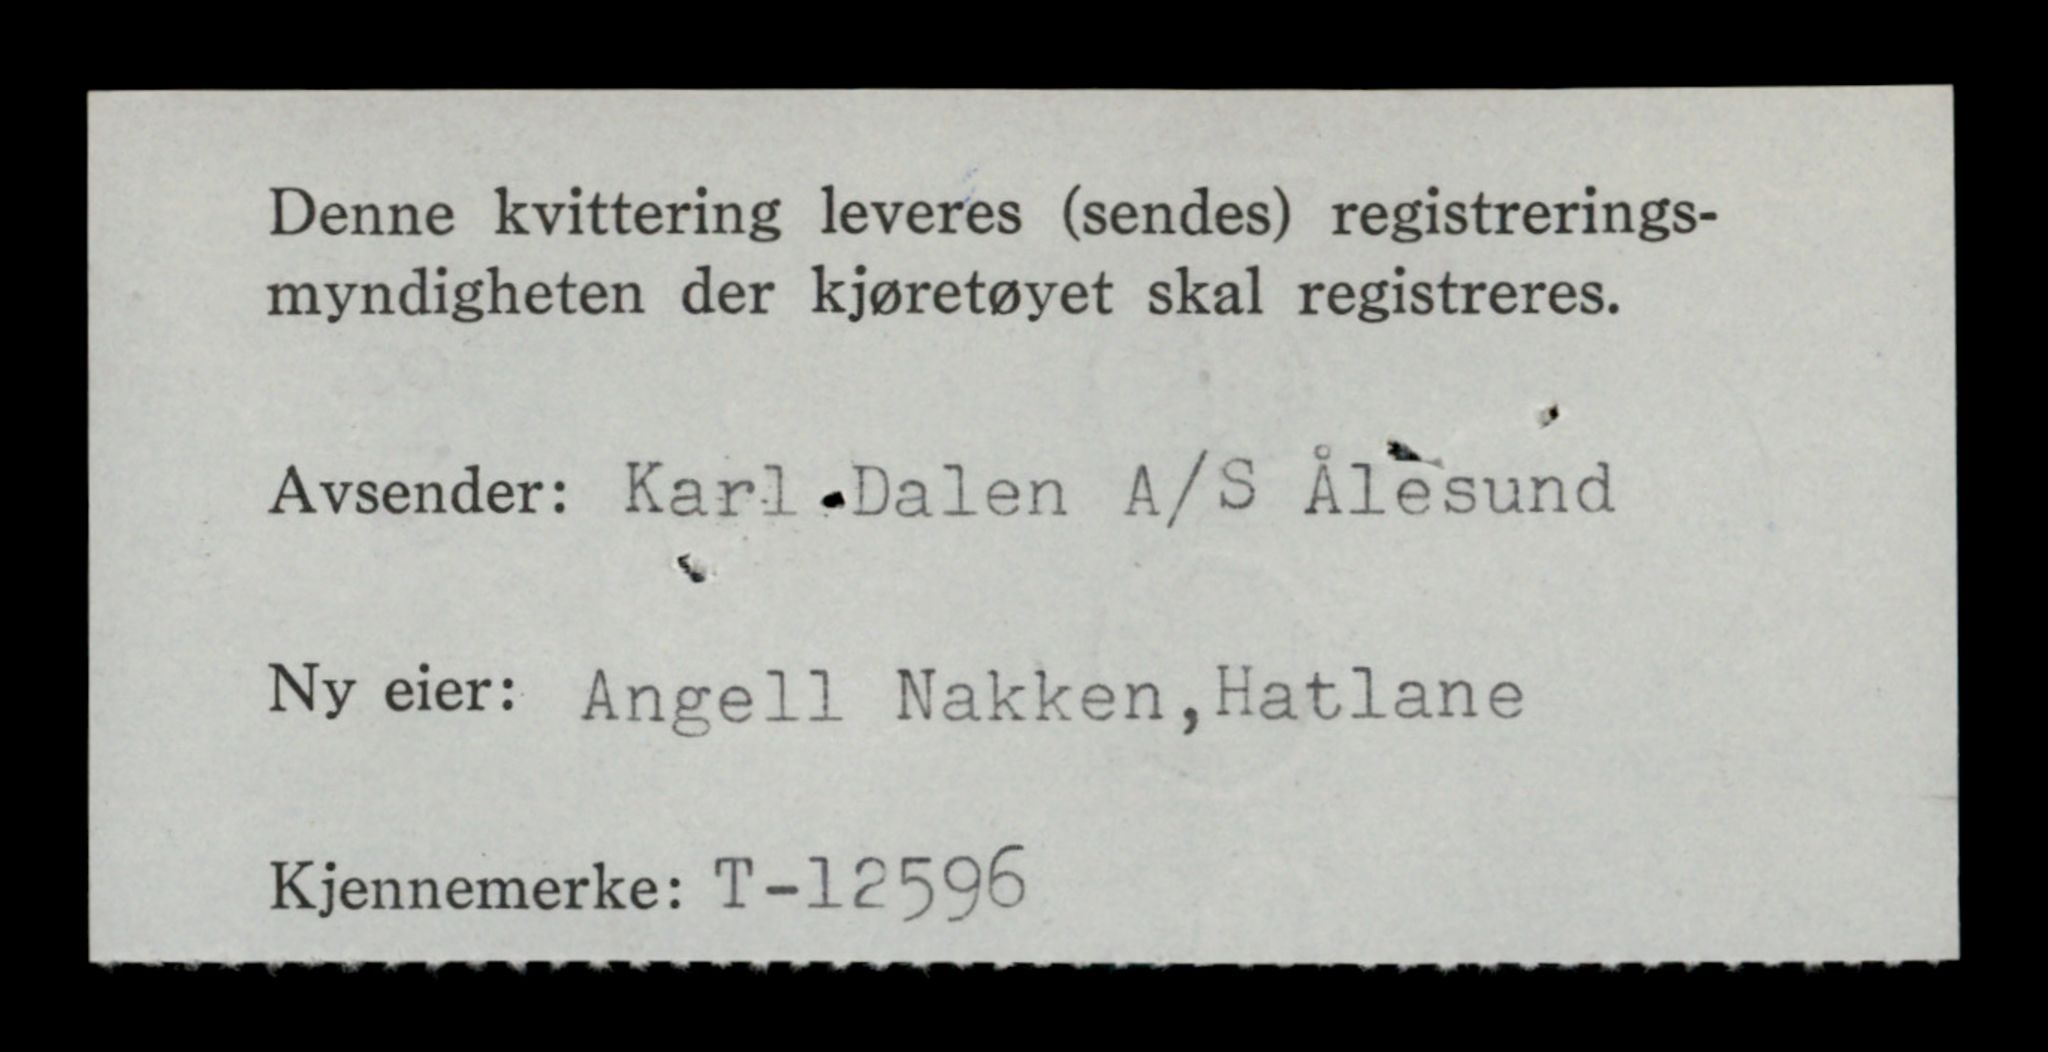 Denne kvittering leveres (sendes) registrerings-
myndigheten der kjøretøyet skal registreres.
Avsender: Karl Dalen A/S Ålesund
Ny eier: Angell Nakken,Hatlane
Kjennemerke: T-12596